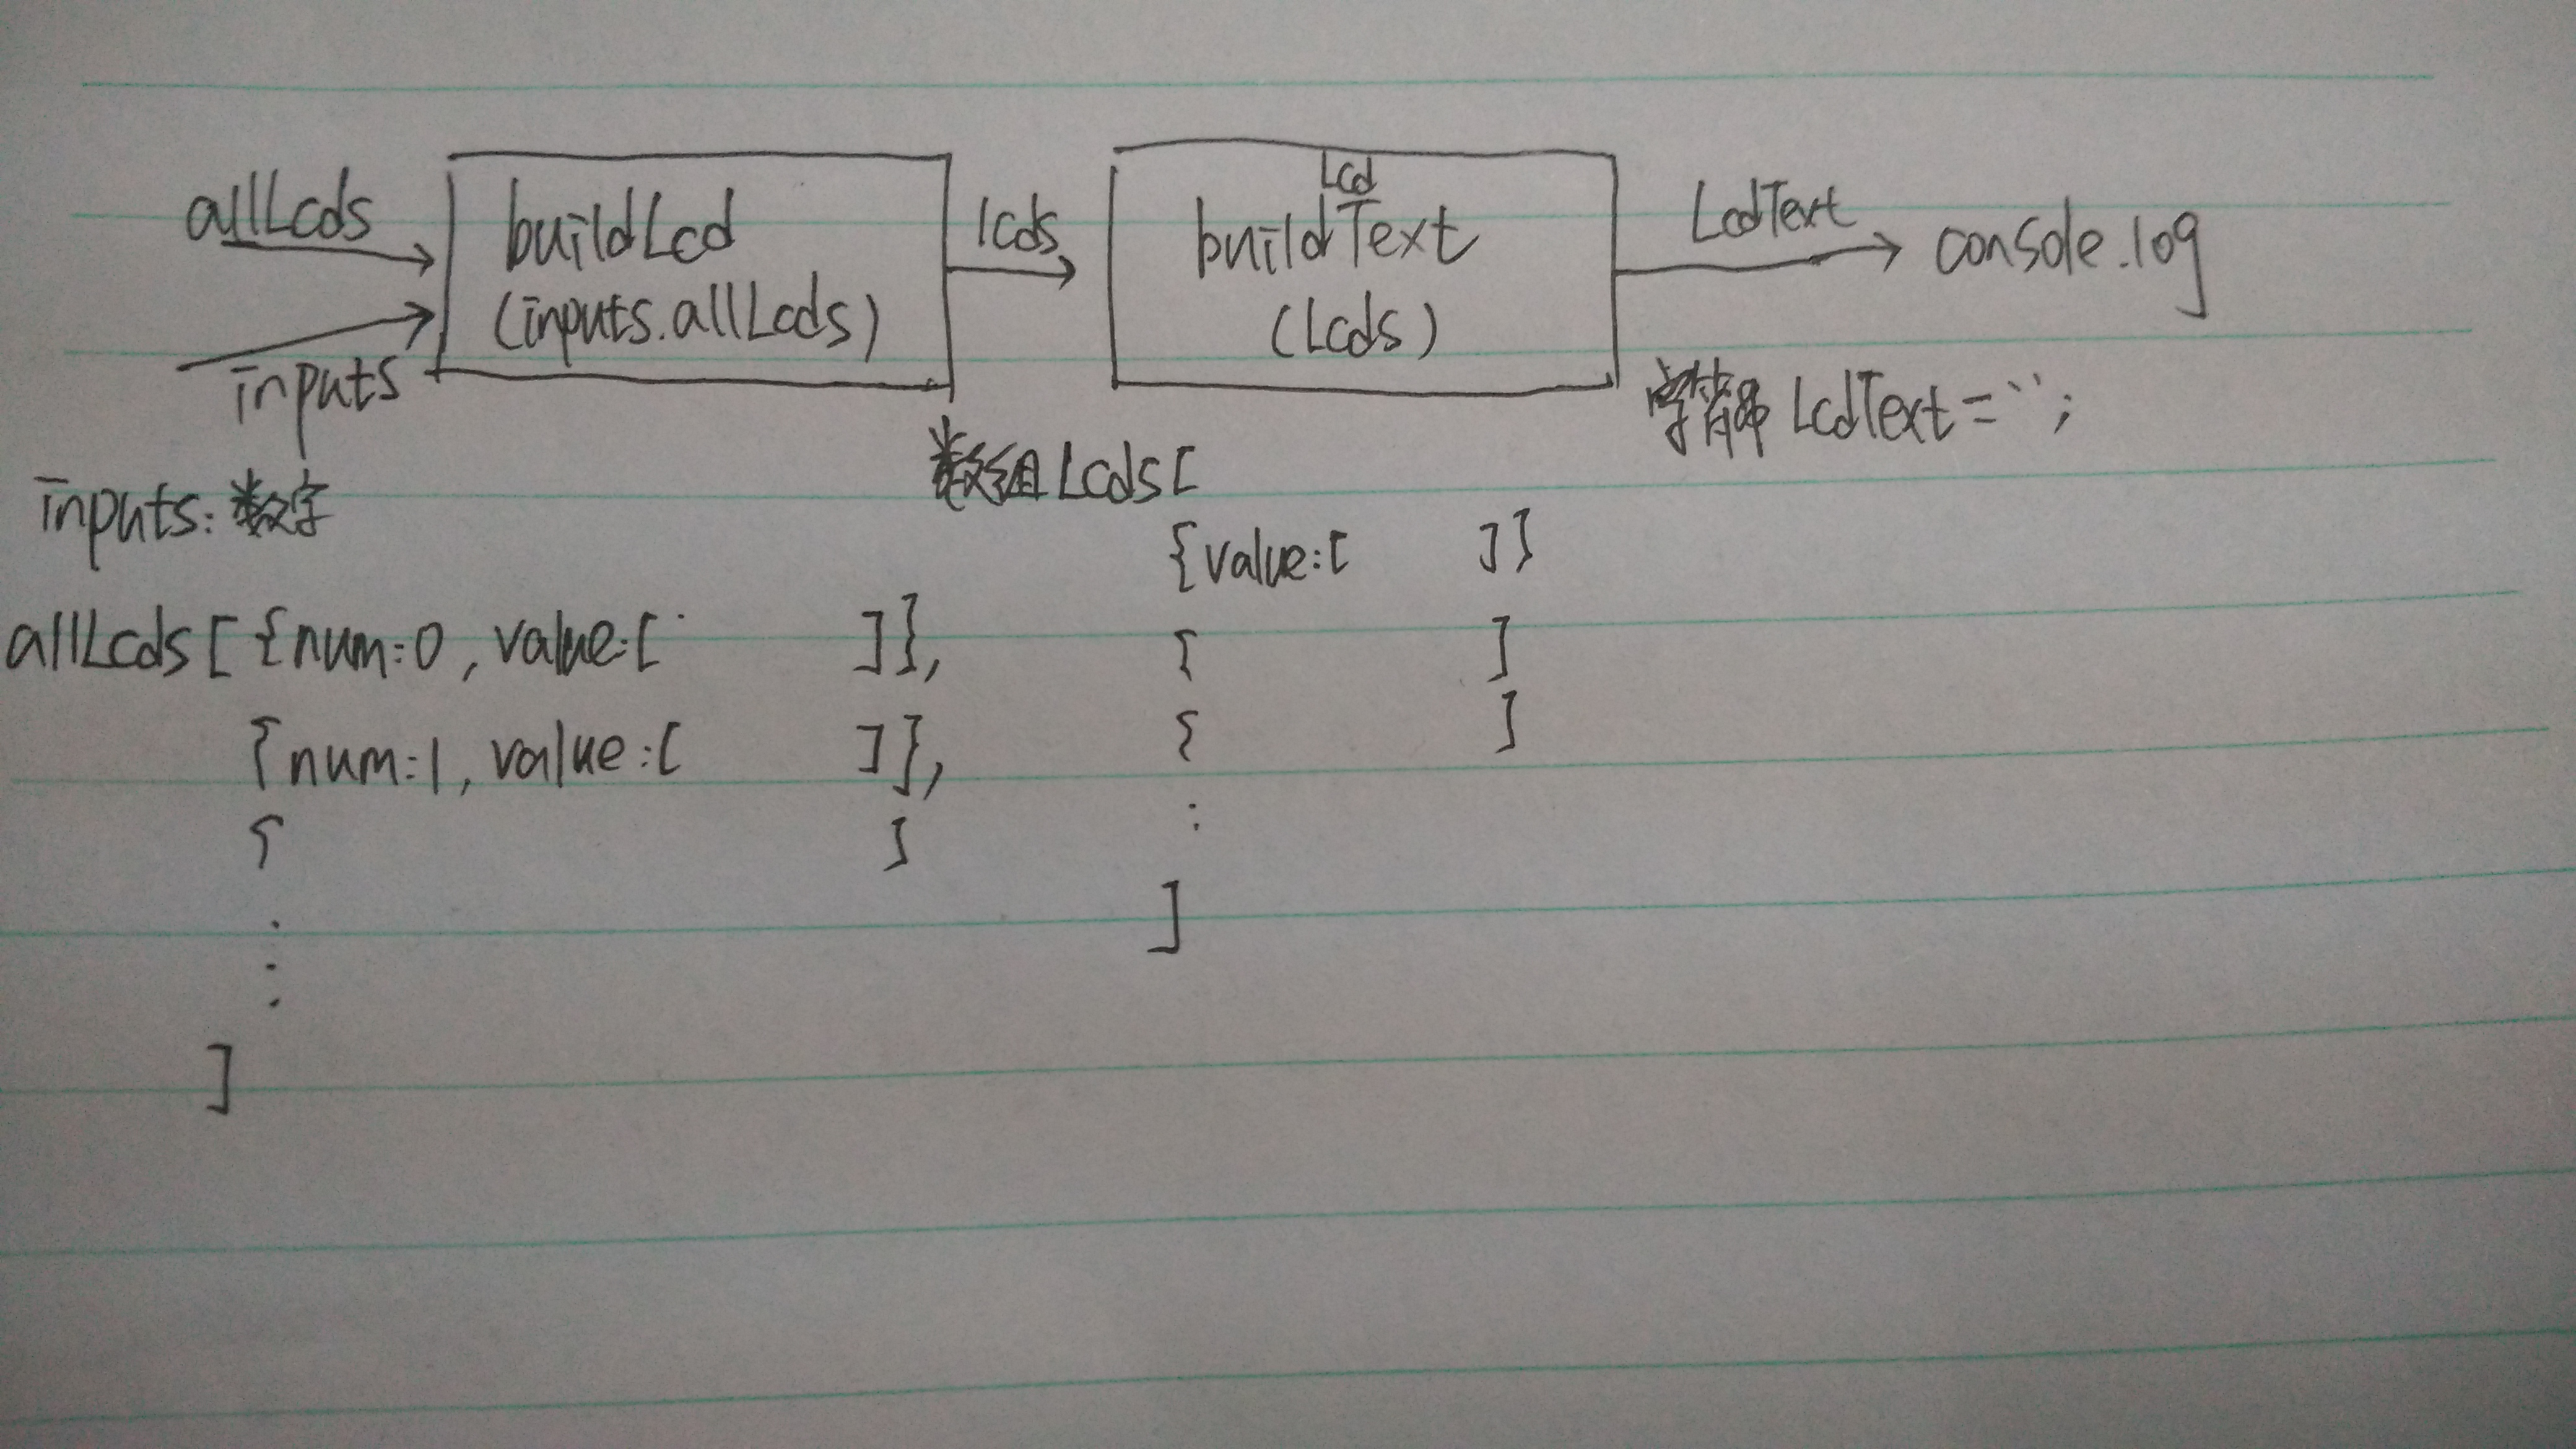 allLcds
buildLcd
(inputs.allLcds)
inputs
lcds
Lcd
buildText
(Lcds)
LcdText
console.log
字符串 LcdText = ``;
inputs: 数字
allLcds [ {num:0, value:[ ]},
{num:1, value:[ ]},
{ ]
⋮
]
数组 Lcds [
{value:[ ]}
{ ]
{ ]
:
]